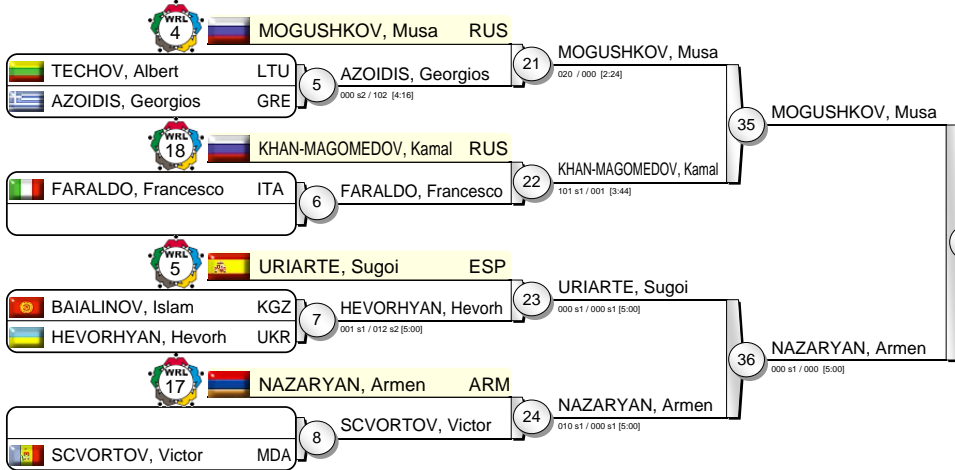 WRL
4
MOGUSHKOV, Musa RUS
TECHOV, Albert LTU
AZOIDIS, Georgios GRE
5
AZOIDIS, Georgios
000 s2 / 102 [4:16]
21
MOGUSHKOV, Musa
020 / 000 [2:24]
WRL
18
KHAN-MAGOMEDOV, Kamal RUS
FARALDO, Francesco ITA
6
FARALDO, Francesco
22
KHAN-MAGOMEDOV, Kamal
101 s1 / 001 [3:44]
35
MOGUSHKOV, Musa
WRL
5
URIARTE, Sugoi ESP
BAIALINOV, Islam KGZ
HEVORHYAN, Hevorh UKR
7
HEVORHYAN, Hevorh
001 s1 / 012 s2 [5:00]
23
URIARTE, Sugoi
000 s1 / 000 s1 [5:00]
WRL
17
NAZARYAN, Armen ARM
SCVORTOV, Victor MDA
8
SCVORTOV, Victor
24
NAZARYAN, Armen
010 s1 / 000 s1 [5:00]
36
NAZARYAN, Armen
000 s1 / 000 [5:00]